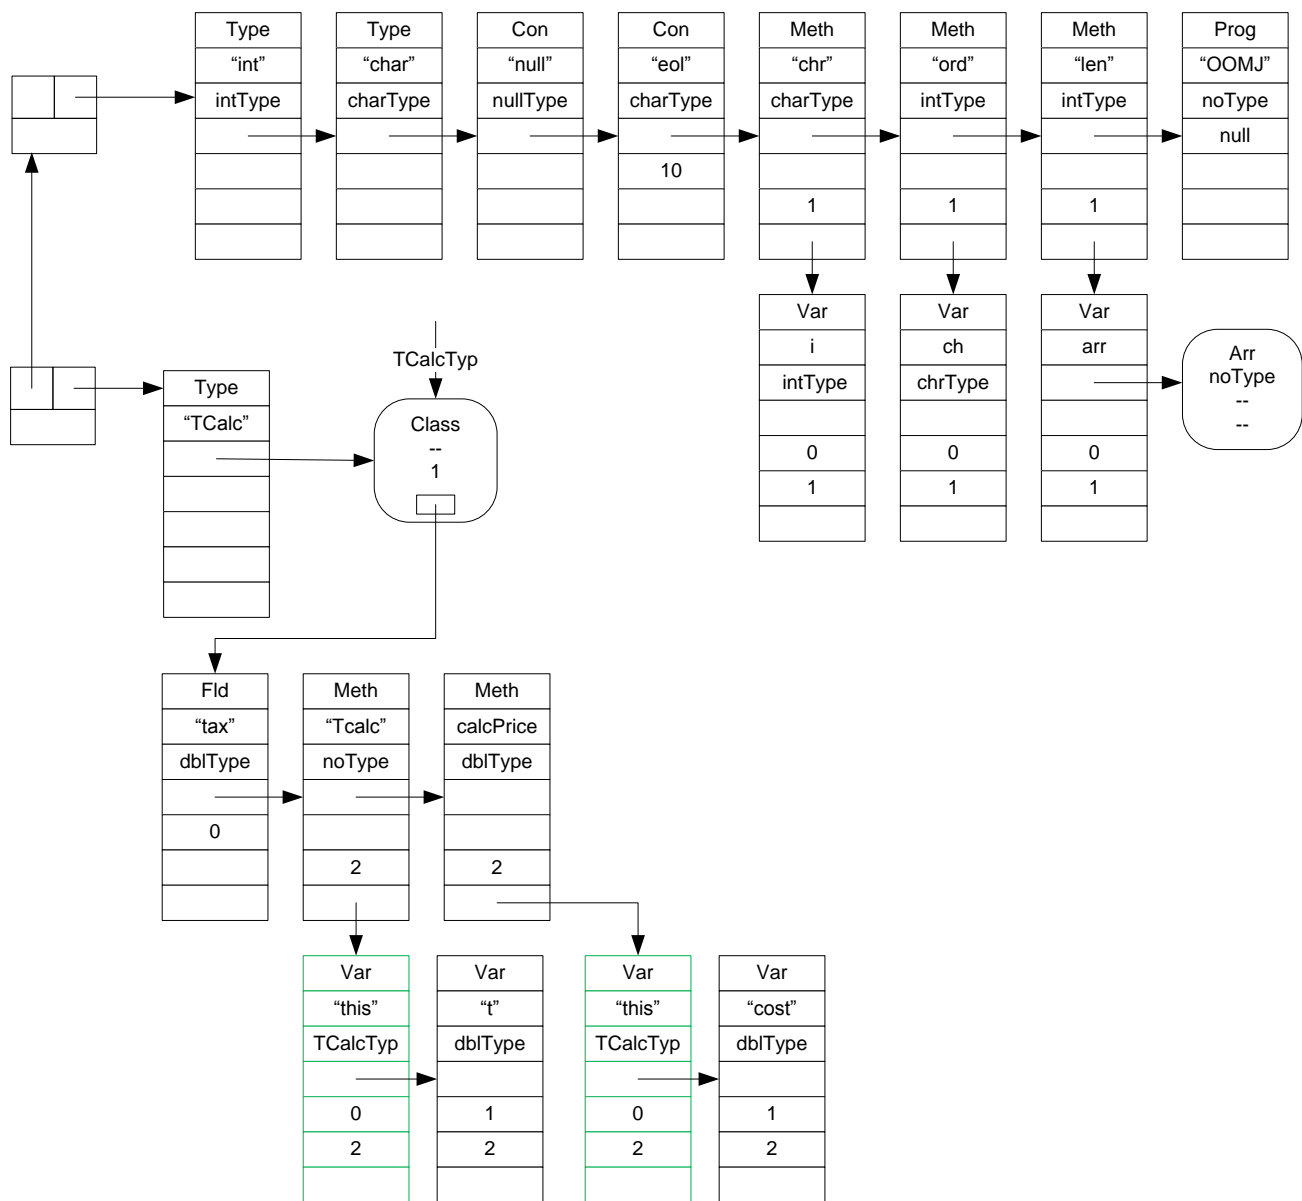 Type Type Con Con Meth Meth Meth Prog
“int” “char” “null” “eol” “chr” “ord” “len” “OOMJ”
intType charType nullType charType charType intType intType noType
null
10
1 1 1
Var Var Var
i ch arr
intType chrType
0 0 0
1 1 1
Arr
noType
--
--
TCalcTyp
Type
“TCalc”
Class
--
1
Fld Meth Meth
“tax” “Tcalc” calcPrice
dblType noType dblType
0
2 2
Var Var Var Var
“this” “t” “this” “cost”
TCalcTyp dblType TCalcTyp dblType
0 1 0 1
2 2 2 2